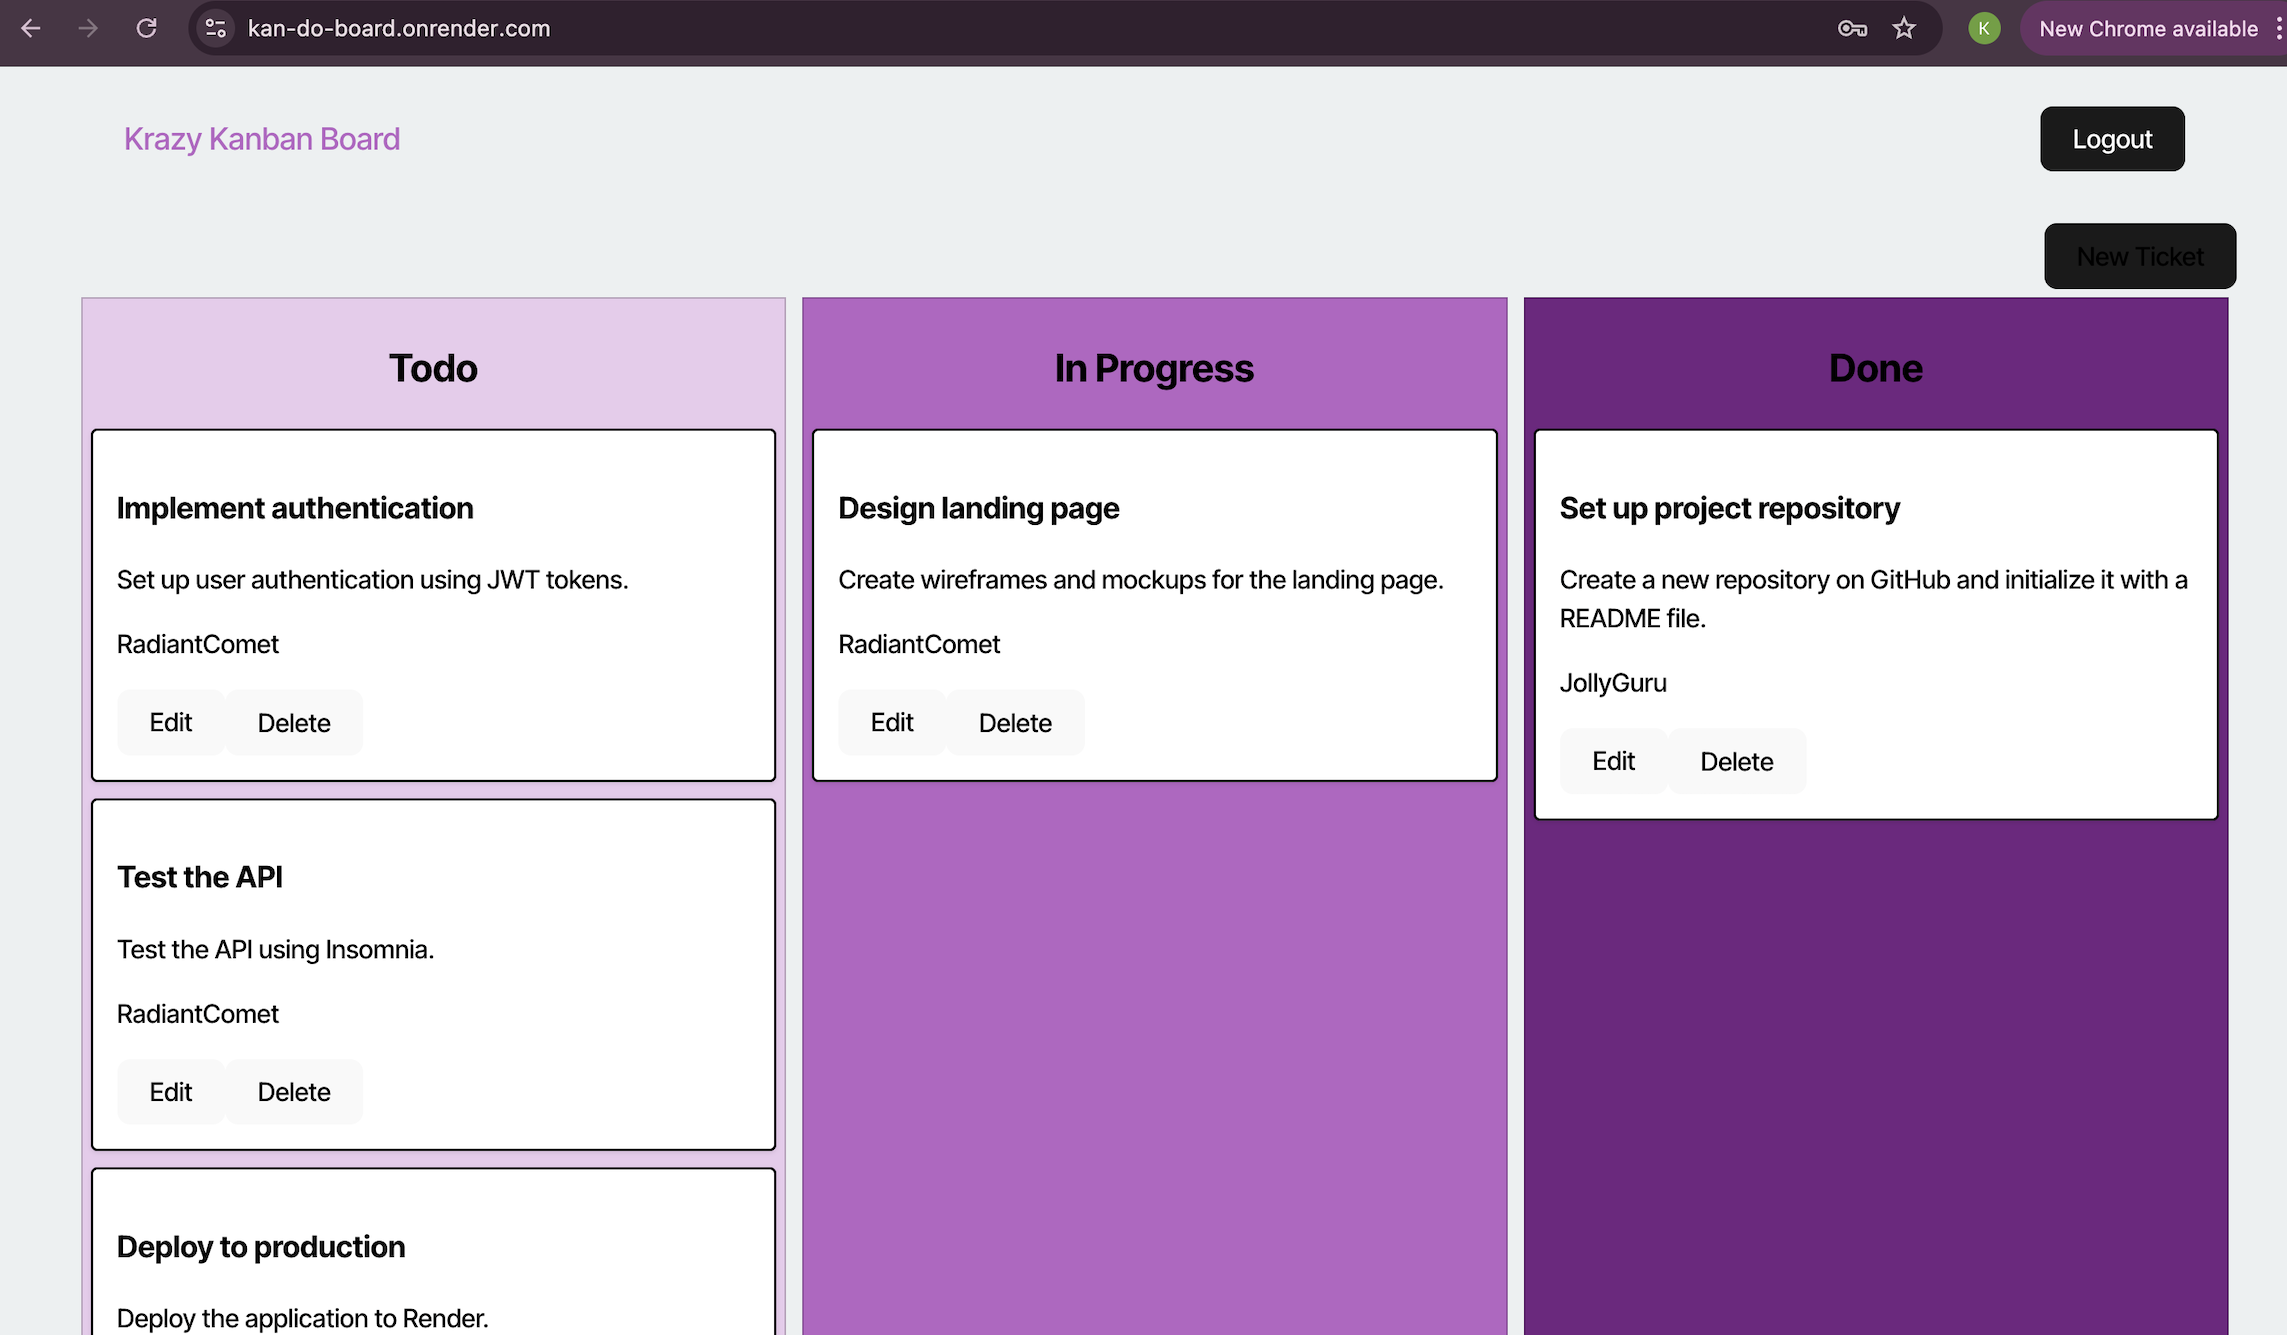 kan-do-board.onrender.com
K
New Chrome available
Krazy Kanban Board
Logout
New Ticket
Todo
Implement authentication
Set up user authentication using JWT tokens.
RadiantComet
Edit
Delete
Test the API
Test the API using Insomnia.
RadiantComet
Edit
Delete
Deploy to production
Deploy the application to Render.
In Progress
Design landing page
Create wireframes and mockups for the landing page.
RadiantComet
Edit
Delete
Done
Set up project repository
Create a new repository on GitHub and initialize it with a
README file.
JollyGuru
Edit
Delete